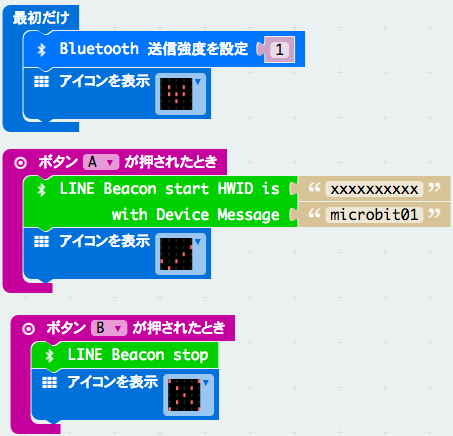 最初だけ
Bluetooth 送信強度を設定 1
アイコンを表示
ボタン A が押されたとき
LINE Beacon start HWID is “ xxxxxxxxxx ”
with Device Message “ microbit01 ”
アイコンを表示
ボタン B が押されたとき
LINE Beacon stop
アイコンを表示